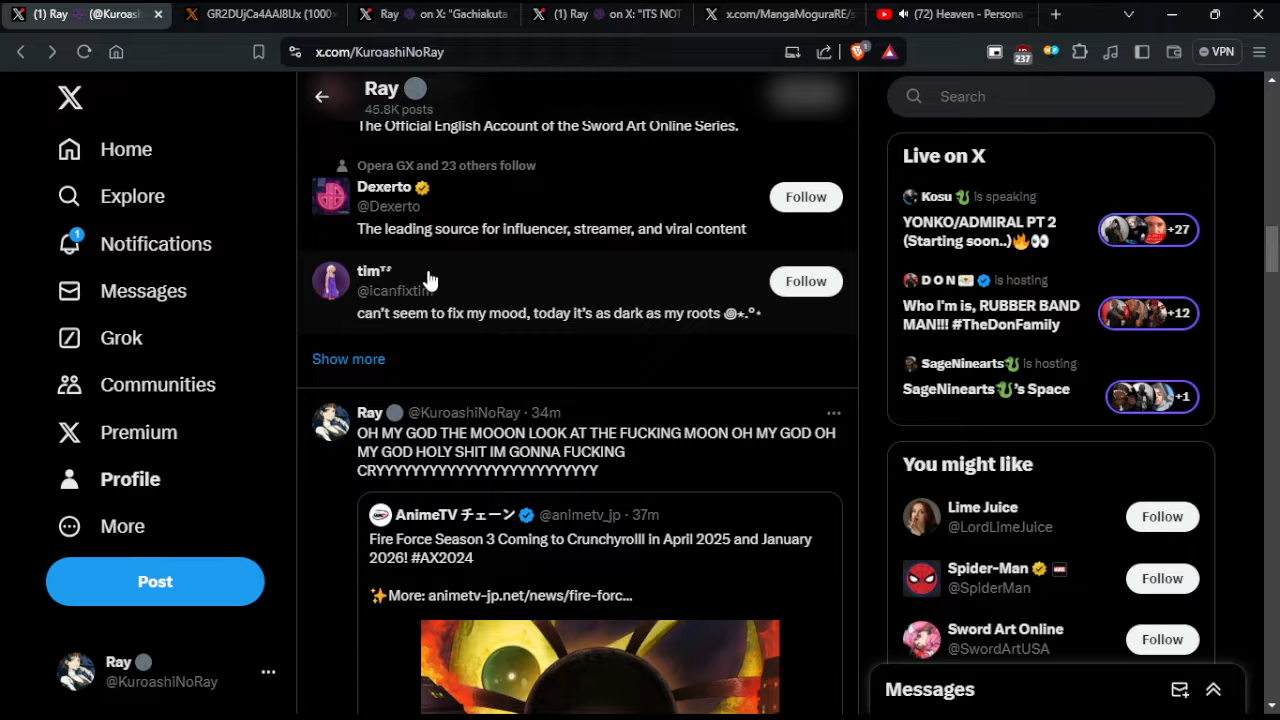 (1) Ray (@Kuroash
GR2DUjCa4AAl8Ux (1000×
Ray on X: "Gachiakuta
(1) Ray on X: "ITS NOT
x.com/MangaMoguraRE/s
(72) Heaven - Persona
x.com/KuroashiNoRay
237
VPN
Home
Explore
1
Notifications
Messages
Grok
Communities
Premium
Profile
More
Post
Ray
@KuroashiNoRay
Ray
45.8K posts
The Official English Account of the Sword Art Online Series.
Opera GX and 23 others follow
Dexerto
@Dexerto
Follow
The leading source for influencer, streamer, and viral content
tim
@icanfixtim
Follow
can't seem to fix my mood, today it's as dark as my roots
Show more
Ray @KuroashiNoRay · 34m
OH MY GOD THE MOOON LOOK AT THE FUCKING MOON OH MY GOD OH
MY GOD HOLY SHIT IM GONNA FUCKING
CRYYYYYYYYYYYYYYYYYYYYYYY
AnimeTV チェーン @animetv_jp · 37m
Fire Force Season 3 Coming to Crunchyrolll in April 2025 and January
2026! #AX2024
✨More: animetv-jp.net/news/fire-forc...
Search
Live on X
Kosu is speaking
YONKO/ADMIRAL PT 2
(Starting soon..)🔥👀
+27
D O N is hosting
Who I'm is, RUBBER BAND
MAN!!! #TheDonFamily
+12
SageNinearts🐉 is hosting
SageNinearts🐉's Space
+1
You might like
Lime Juice
@LordLimeJuice
Follow
Spider-Man
@SpiderMan
Follow
Sword Art Online
@SwordArtUSA
Follow
Messages